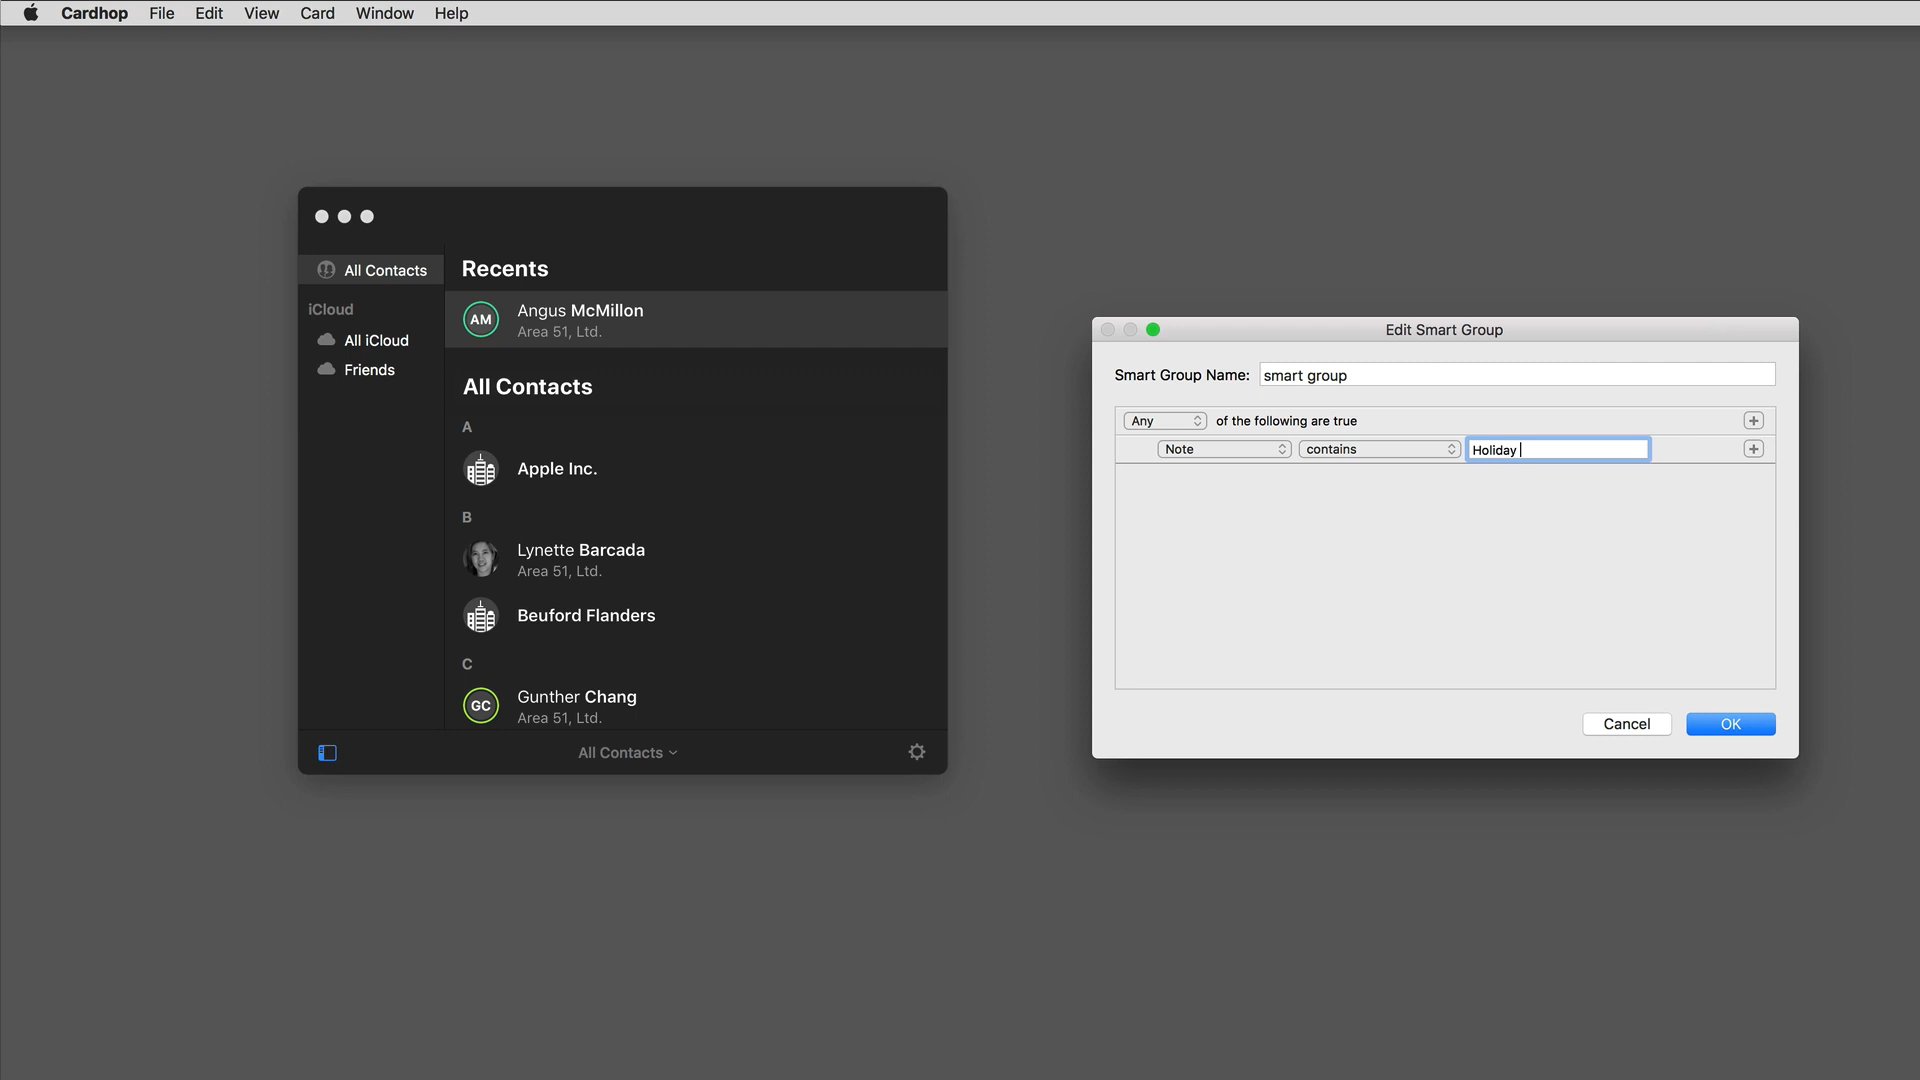 Cardhop File Edit View Card Window Help
All Contacts
iCloud
All iCloud
Friends
Recents
AM
Angus McMillon
Area 51, Ltd.
All Contacts
A
Apple Inc.
B
Lynette Barcada
Area 51, Ltd.
Beuford Flanders
C
GC
Gunther Chang
Area 51, Ltd.
All Contacts
Edit Smart Group
Smart Group Name: smart group
Any of the following are true
Note contains Holiday
Cancel OK